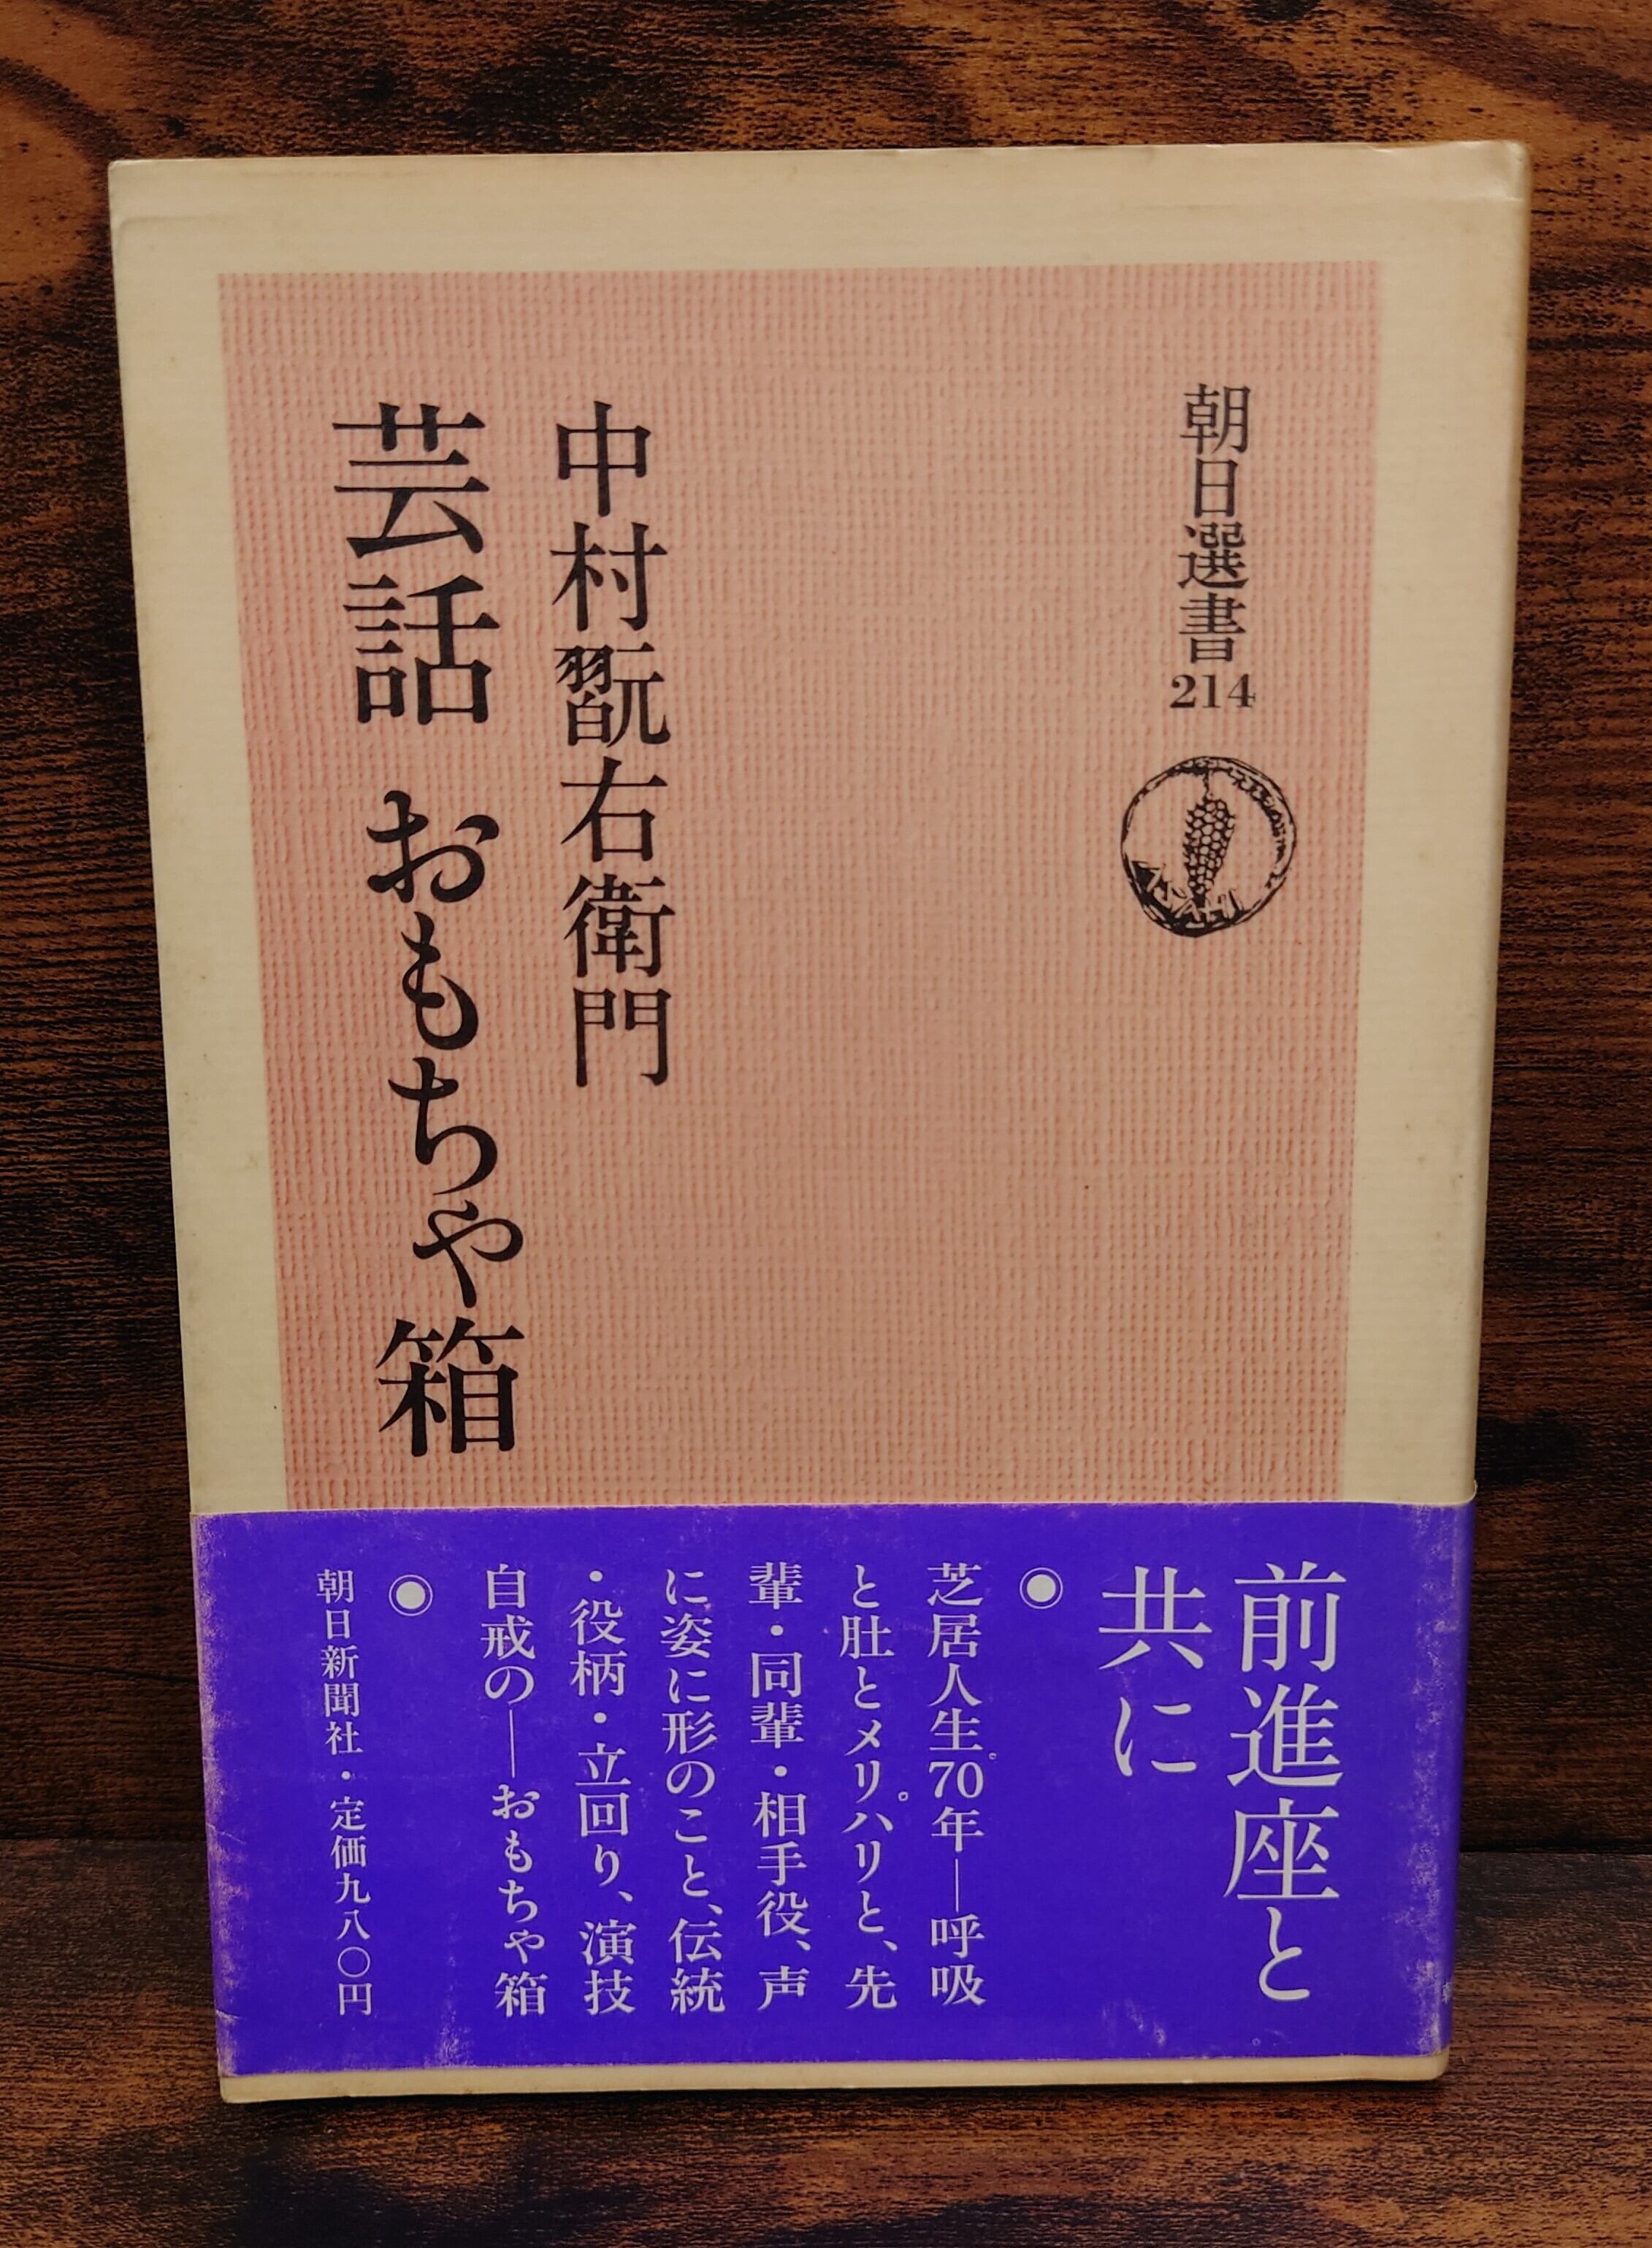 朝日選書
214
ASAHI
中村翫右衛門
芸話 おもちゃ箱
前進座と
共に
◉
芝居人生70年―呼吸
と肚とメリハリと、先
輩・同輩・相手役、声
に姿に形のこと、伝統
・役柄・立回り、演技
自戒の――おもちゃ箱
◉
朝日新聞社・定価九八〇円